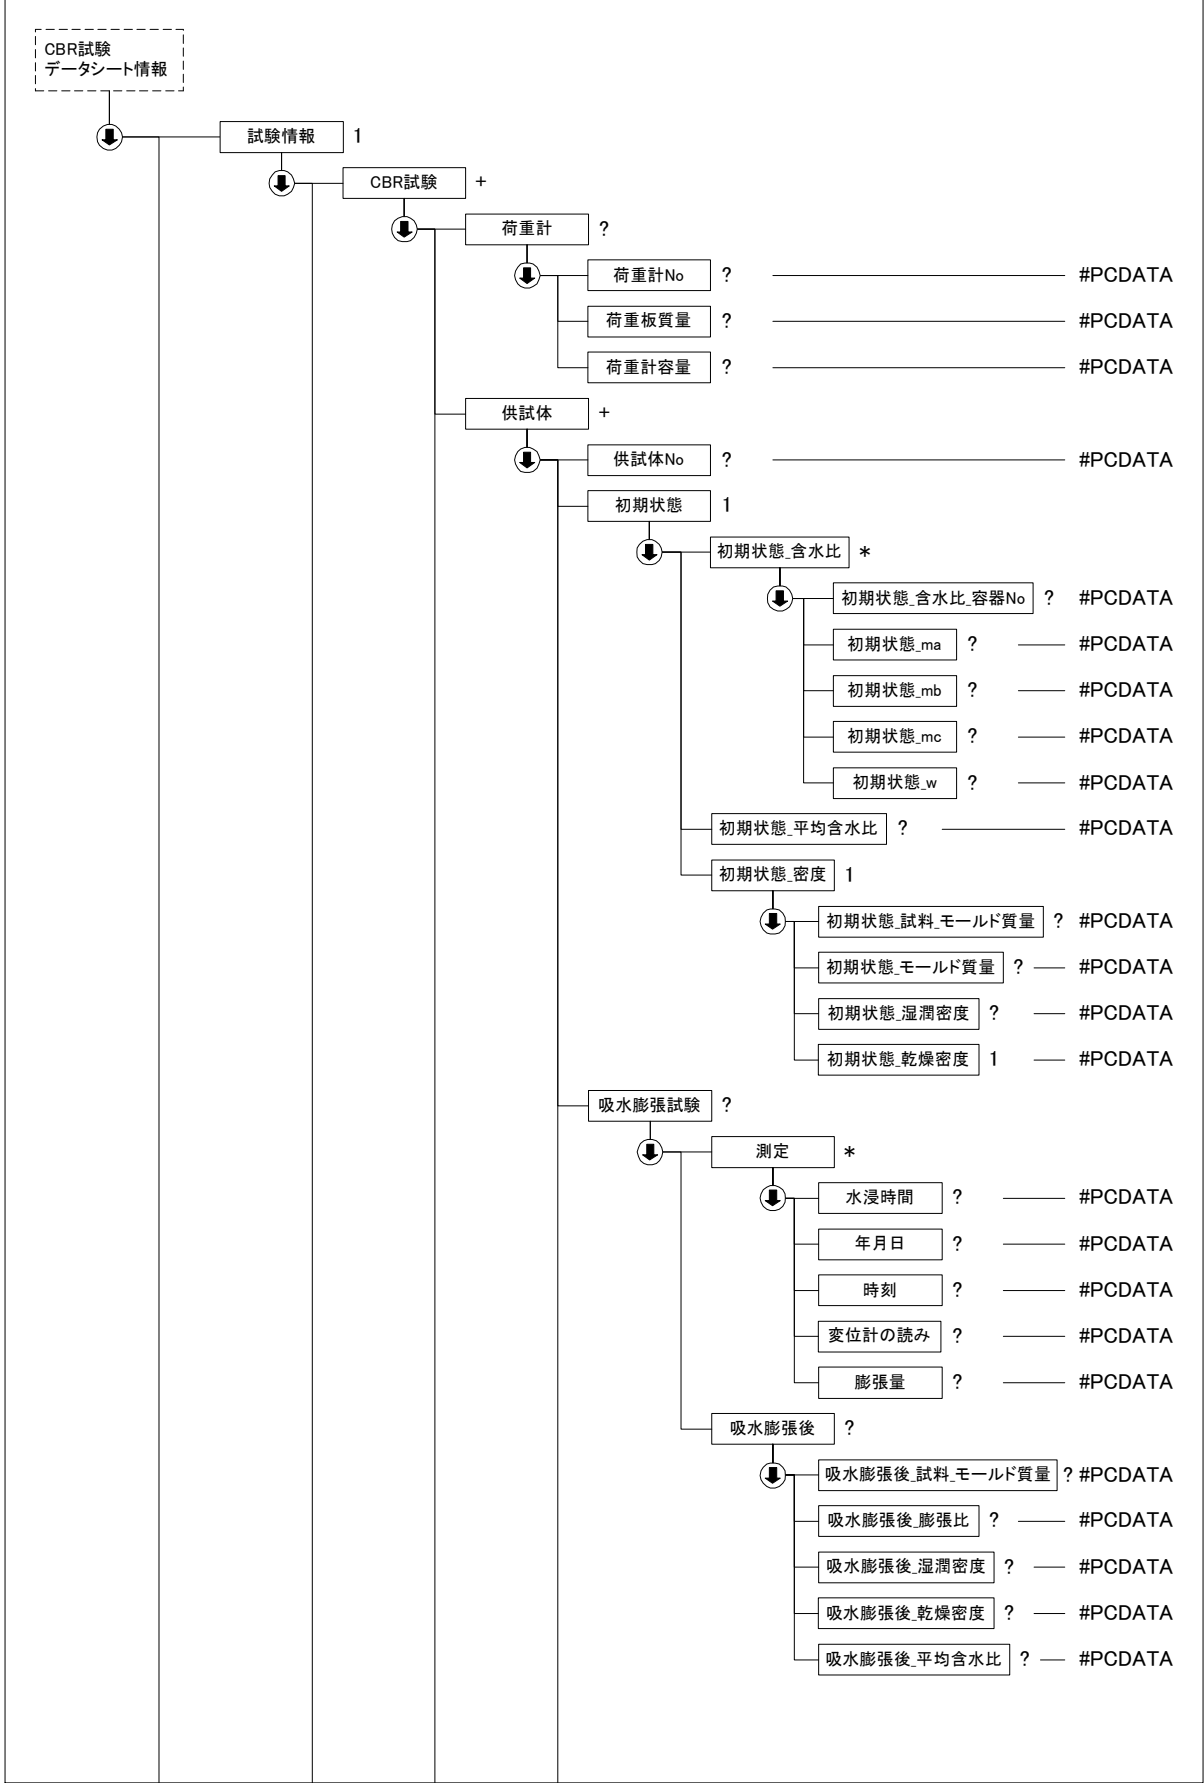 CBR試験
データシート情報
試験情報 1
CBR試験 +
荷重計 ?
荷重計No ? #PCDATA
荷重板質量 ? #PCDATA
荷重計容量 ? #PCDATA
供試体 +
供試体No ? #PCDATA
初期状態 1
初期状態_含水比 *
初期状態_含水比_容器No ? #PCDATA
初期状態_ma ? #PCDATA
初期状態_mb ? #PCDATA
初期状態_mc ? #PCDATA
初期状態_w ? #PCDATA
初期状態_平均含水比 ? #PCDATA
初期状態_密度 1
初期状態_試料_モールド質量 ? #PCDATA
初期状態_モールド質量 ? #PCDATA
初期状態_湿潤密度 ? #PCDATA
初期状態_乾燥密度 1 #PCDATA
吸水膨張試験 ?
測定 *
水浸時間 ? #PCDATA
年月日 ? #PCDATA
時刻 ? #PCDATA
変位計の読み ? #PCDATA
膨張量 ? #PCDATA
吸水膨張後 ?
吸水膨張後_試料_モールド質量 ? #PCDATA
吸水膨張後_膨張比 ? #PCDATA
吸水膨張後_湿潤密度 ? #PCDATA
吸水膨張後_乾燥密度 ? #PCDATA
吸水膨張後_平均含水比 ? #PCDATA